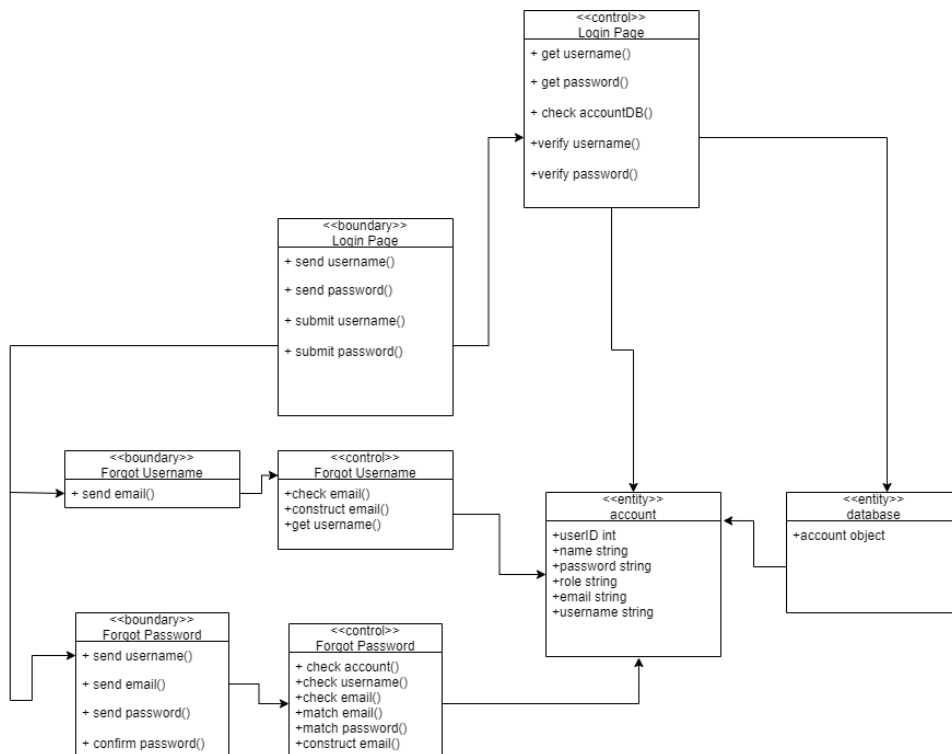 <<control>>
Login Page
+ get username()
+ get password()
+ check accountDB()
+verify username()
+verify password()
<<boundary>>
Login Page
+ send username()
+ send password()
+ submit username()
+ submit password()
<<boundary>>
Forgot Username
+ send email()
<<control>>
Forgot Username
+check email()
+construct email()
+get username()
<<entity>>
account
+userID int
+name string
+password string
+role string
+email string
+username string
<<entity>>
database
+account object
<<boundary>>
Forgot Password
+ send username()
+ send email()
+ send password()
+ confirm password()
<<control>>
Forgot Password
+ check account()
+check username()
+check email()
+match email()
+match password()
+construct email()